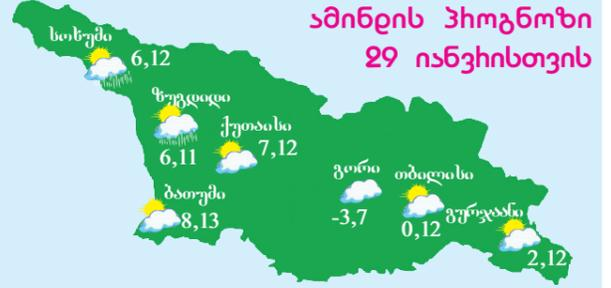 ამინდის პროგნოზი
29 იანვრისთვის
სოხუმი
6,12
ზუგდიდი
6,11
ქუთაისი
7,12
ბათუმი
8,13
გორი
-3,7
თბილისი
0,12
გურჯაანი
2,12